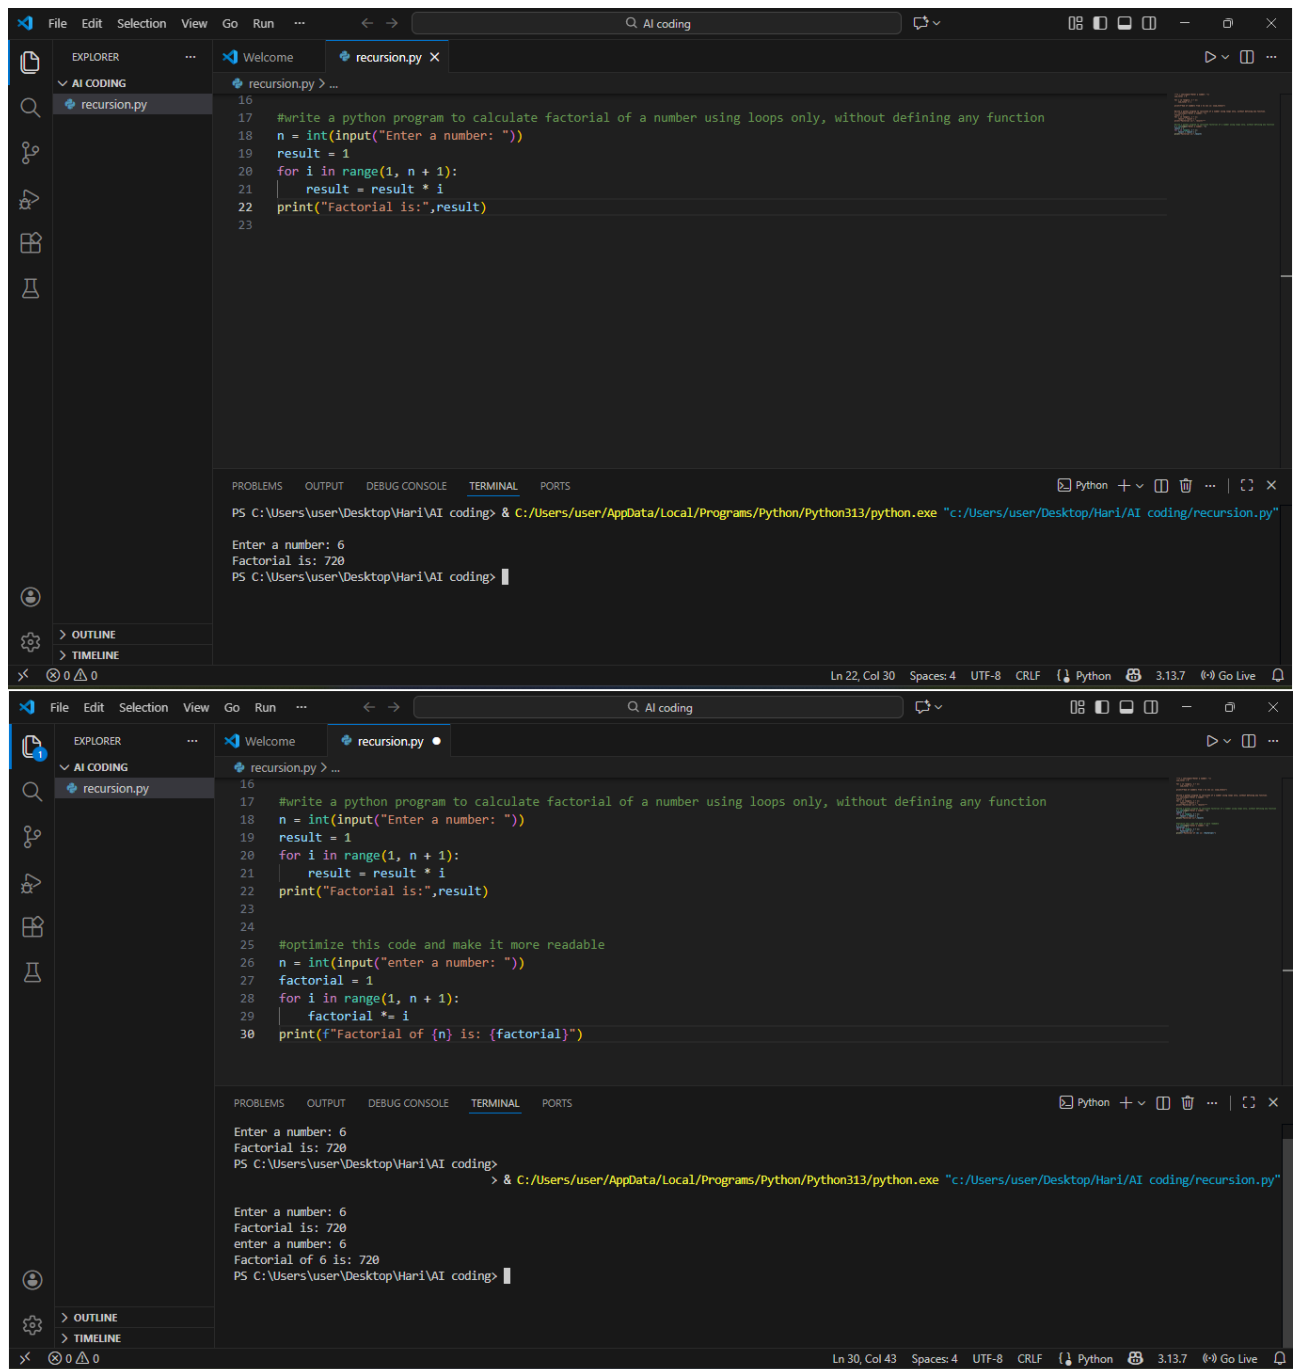 File Edit Selection View Go Run ··· AI coding
EXPLORER ··· Welcome recursion.py
AI CODING recursion.py > ...
recursion.py
16
17 #write a python program to calculate factorial of a number using loops only, without defining any function
18 n = int(input("Enter a number: "))
19 result = 1
20 for i in range(1, n + 1):
21     result = result * i
22 print("Factorial is:",result)
23
PROBLEMS OUTPUT DEBUG CONSOLE TERMINAL PORTS Python
PS C:\Users\user\Desktop\Hari\AI coding> & C:/Users/user/AppData/Local/Programs/Python/Python313/python.exe "c:/Users/user/Desktop/Hari/AI coding/recursion.py"
Enter a number: 6
Factorial is: 720
PS C:\Users\user\Desktop\Hari\AI coding>
OUTLINE
TIMELINE
0 0 Ln 22, Col 30 Spaces: 4 UTF-8 CRLF Python 3.13.7 Go Live
File Edit Selection View Go Run ··· AI coding
1 EXPLORER ··· Welcome recursion.py
AI CODING recursion.py > ...
recursion.py
16
17 #write a python program to calculate factorial of a number using loops only, without defining any function
18 n = int(input("Enter a number: "))
19 result = 1
20 for i in range(1, n + 1):
21     result = result * i
22 print("Factorial is:",result)
23
24
25 #optimize this code and make it more readable
26 n = int(input("enter a number: "))
27 factorial = 1
28 for i in range(1, n + 1):
29     factorial *= i
30 print(f"Factorial of {n} is: {factorial}")
PROBLEMS OUTPUT DEBUG CONSOLE TERMINAL PORTS Python
Enter a number: 6
Factorial is: 720
PS C:\Users\user\Desktop\Hari\AI coding>
> & C:/Users/user/AppData/Local/Programs/Python/Python313/python.exe "c:/Users/user/Desktop/Hari/AI coding/recursion.py"
Enter a number: 6
Factorial is: 720
enter a number: 6
Factorial of 6 is: 720
PS C:\Users\user\Desktop\Hari\AI coding>
OUTLINE
TIMELINE
0 0 Ln 30, Col 43 Spaces: 4 UTF-8 CRLF Python 3.13.7 Go Live